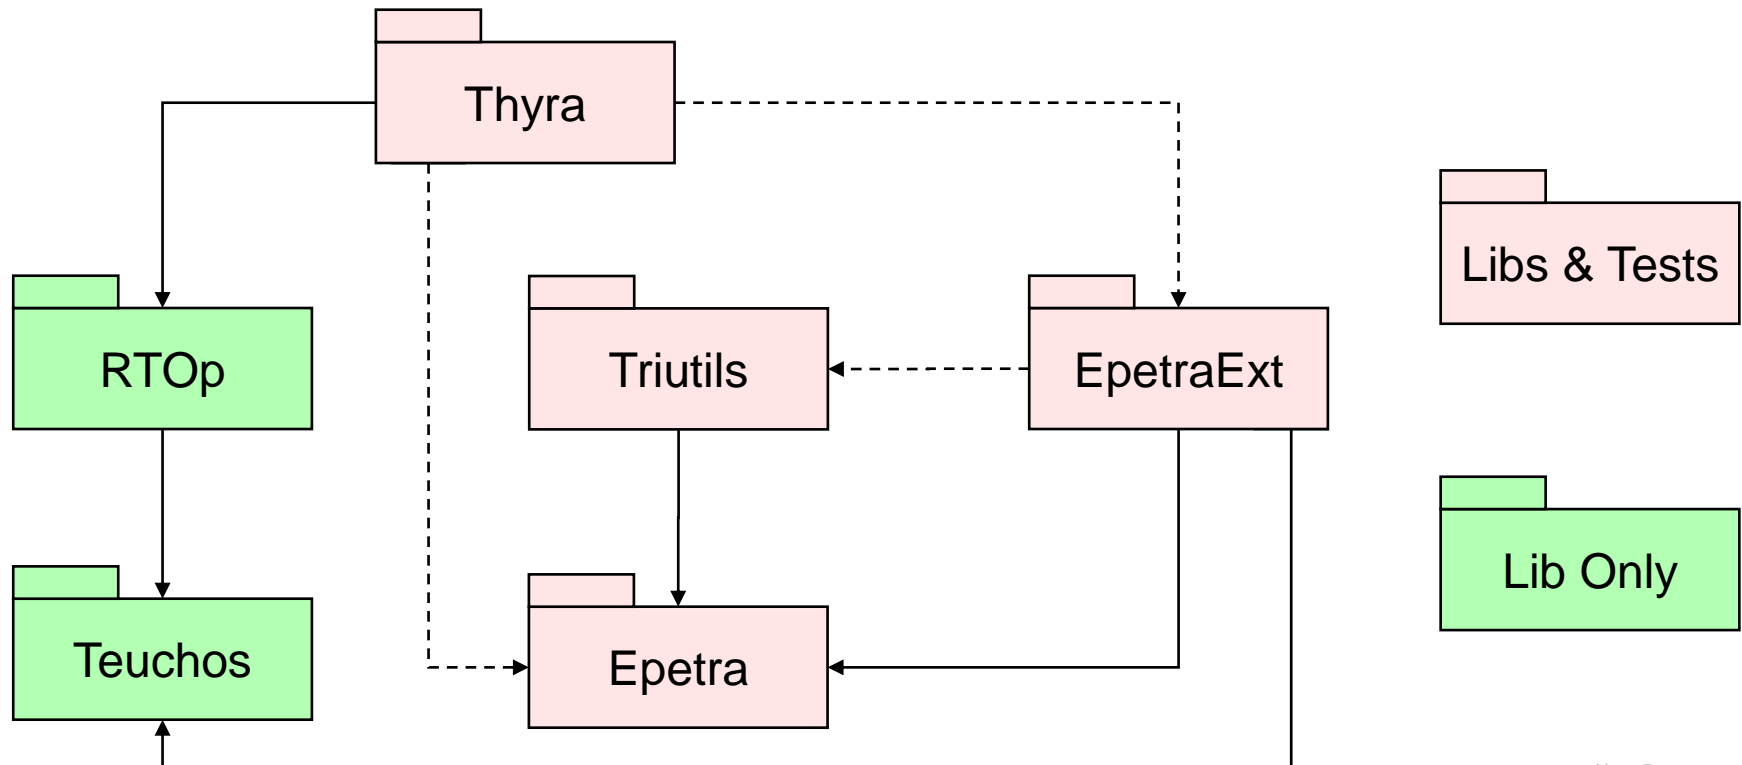 Thyra
Libs & Tests
RTOp
Triutils
EpetraExt
Lib Only
Teuchos
Epetra